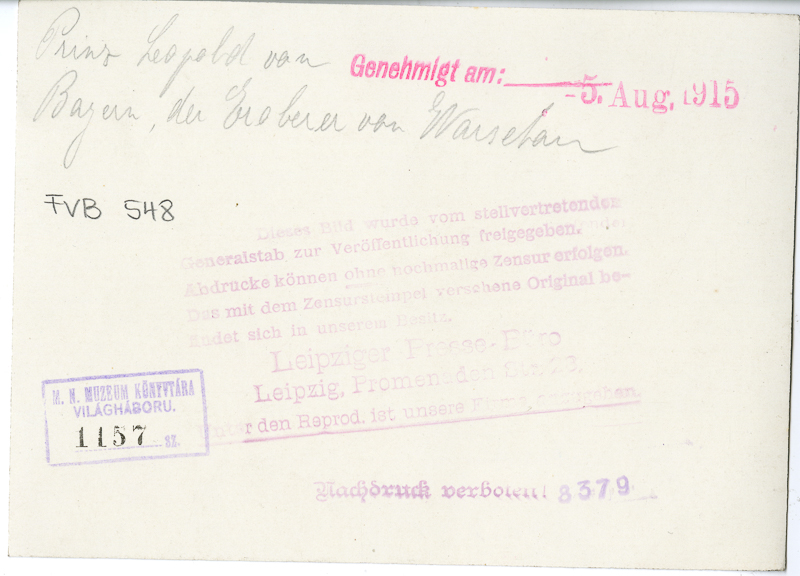 Prinz Leopold von
Bayern, der Eroberer von Warschau
Genehmigt am: -5. Aug. 1915
FVB 548
Dieses Bild wurde vom stellvertretenden
Generalstab zur Veröffentlichung freigegeben.
Abdrucke können ohne nochmalige Zensur erfolgen.
Das mit dem Zensurstempel versehene Original be-
findet sich in unserem Besitz.
Leipziger Presse-Büro
Leipzig, Promenaden Str.
Unter den Reprod. ist unsere Firma anzugeben.
M. N. MUZEUM KÖNYVTÁRA
VILÁGHÁBORU.
1157 SZ.
Nachdruck verboten! 8379